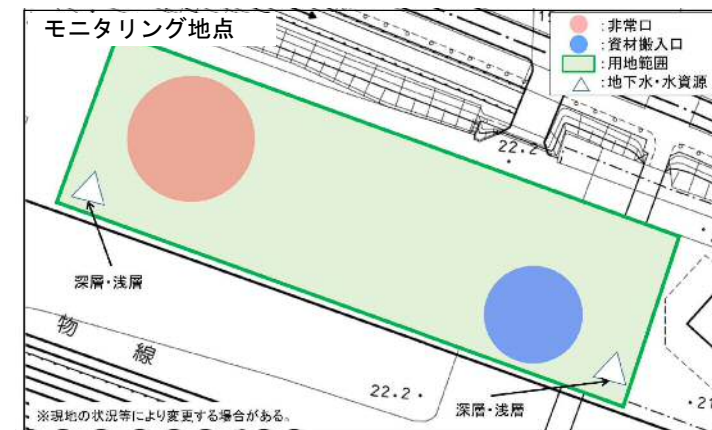 モニタリング地点
:非常口
:資材搬入口
:用地範囲
:地下水・水資源
22.2
深層・浅層
物線
22.2
深層・浅層
※現地の状況等により変更する場合がある。